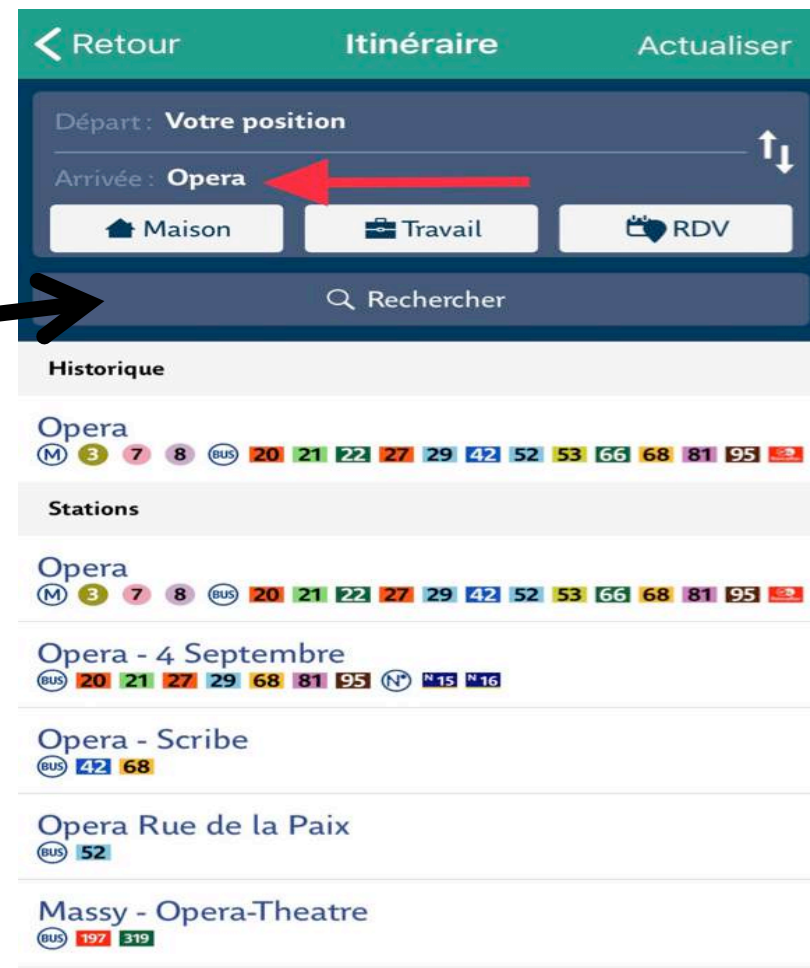 Retour Itinéraire Actualiser
Départ : Votre position
Arrivée : Opera
Maison Travail RDV
Rechercher
Historique
Opera
M 3 7 8 BUS 20 21 22 27 29 42 52 53 66 68 81 95
Stations
Opera
M 3 7 8 BUS 20 21 22 27 29 42 52 53 66 68 81 95
Opera - 4 Septembre
BUS 20 21 27 29 68 81 95 N N15 N16
Opera - Scribe
BUS 42 68
Opera Rue de la Paix
BUS 52
Massy - Opera-Theatre
BUS 197 319